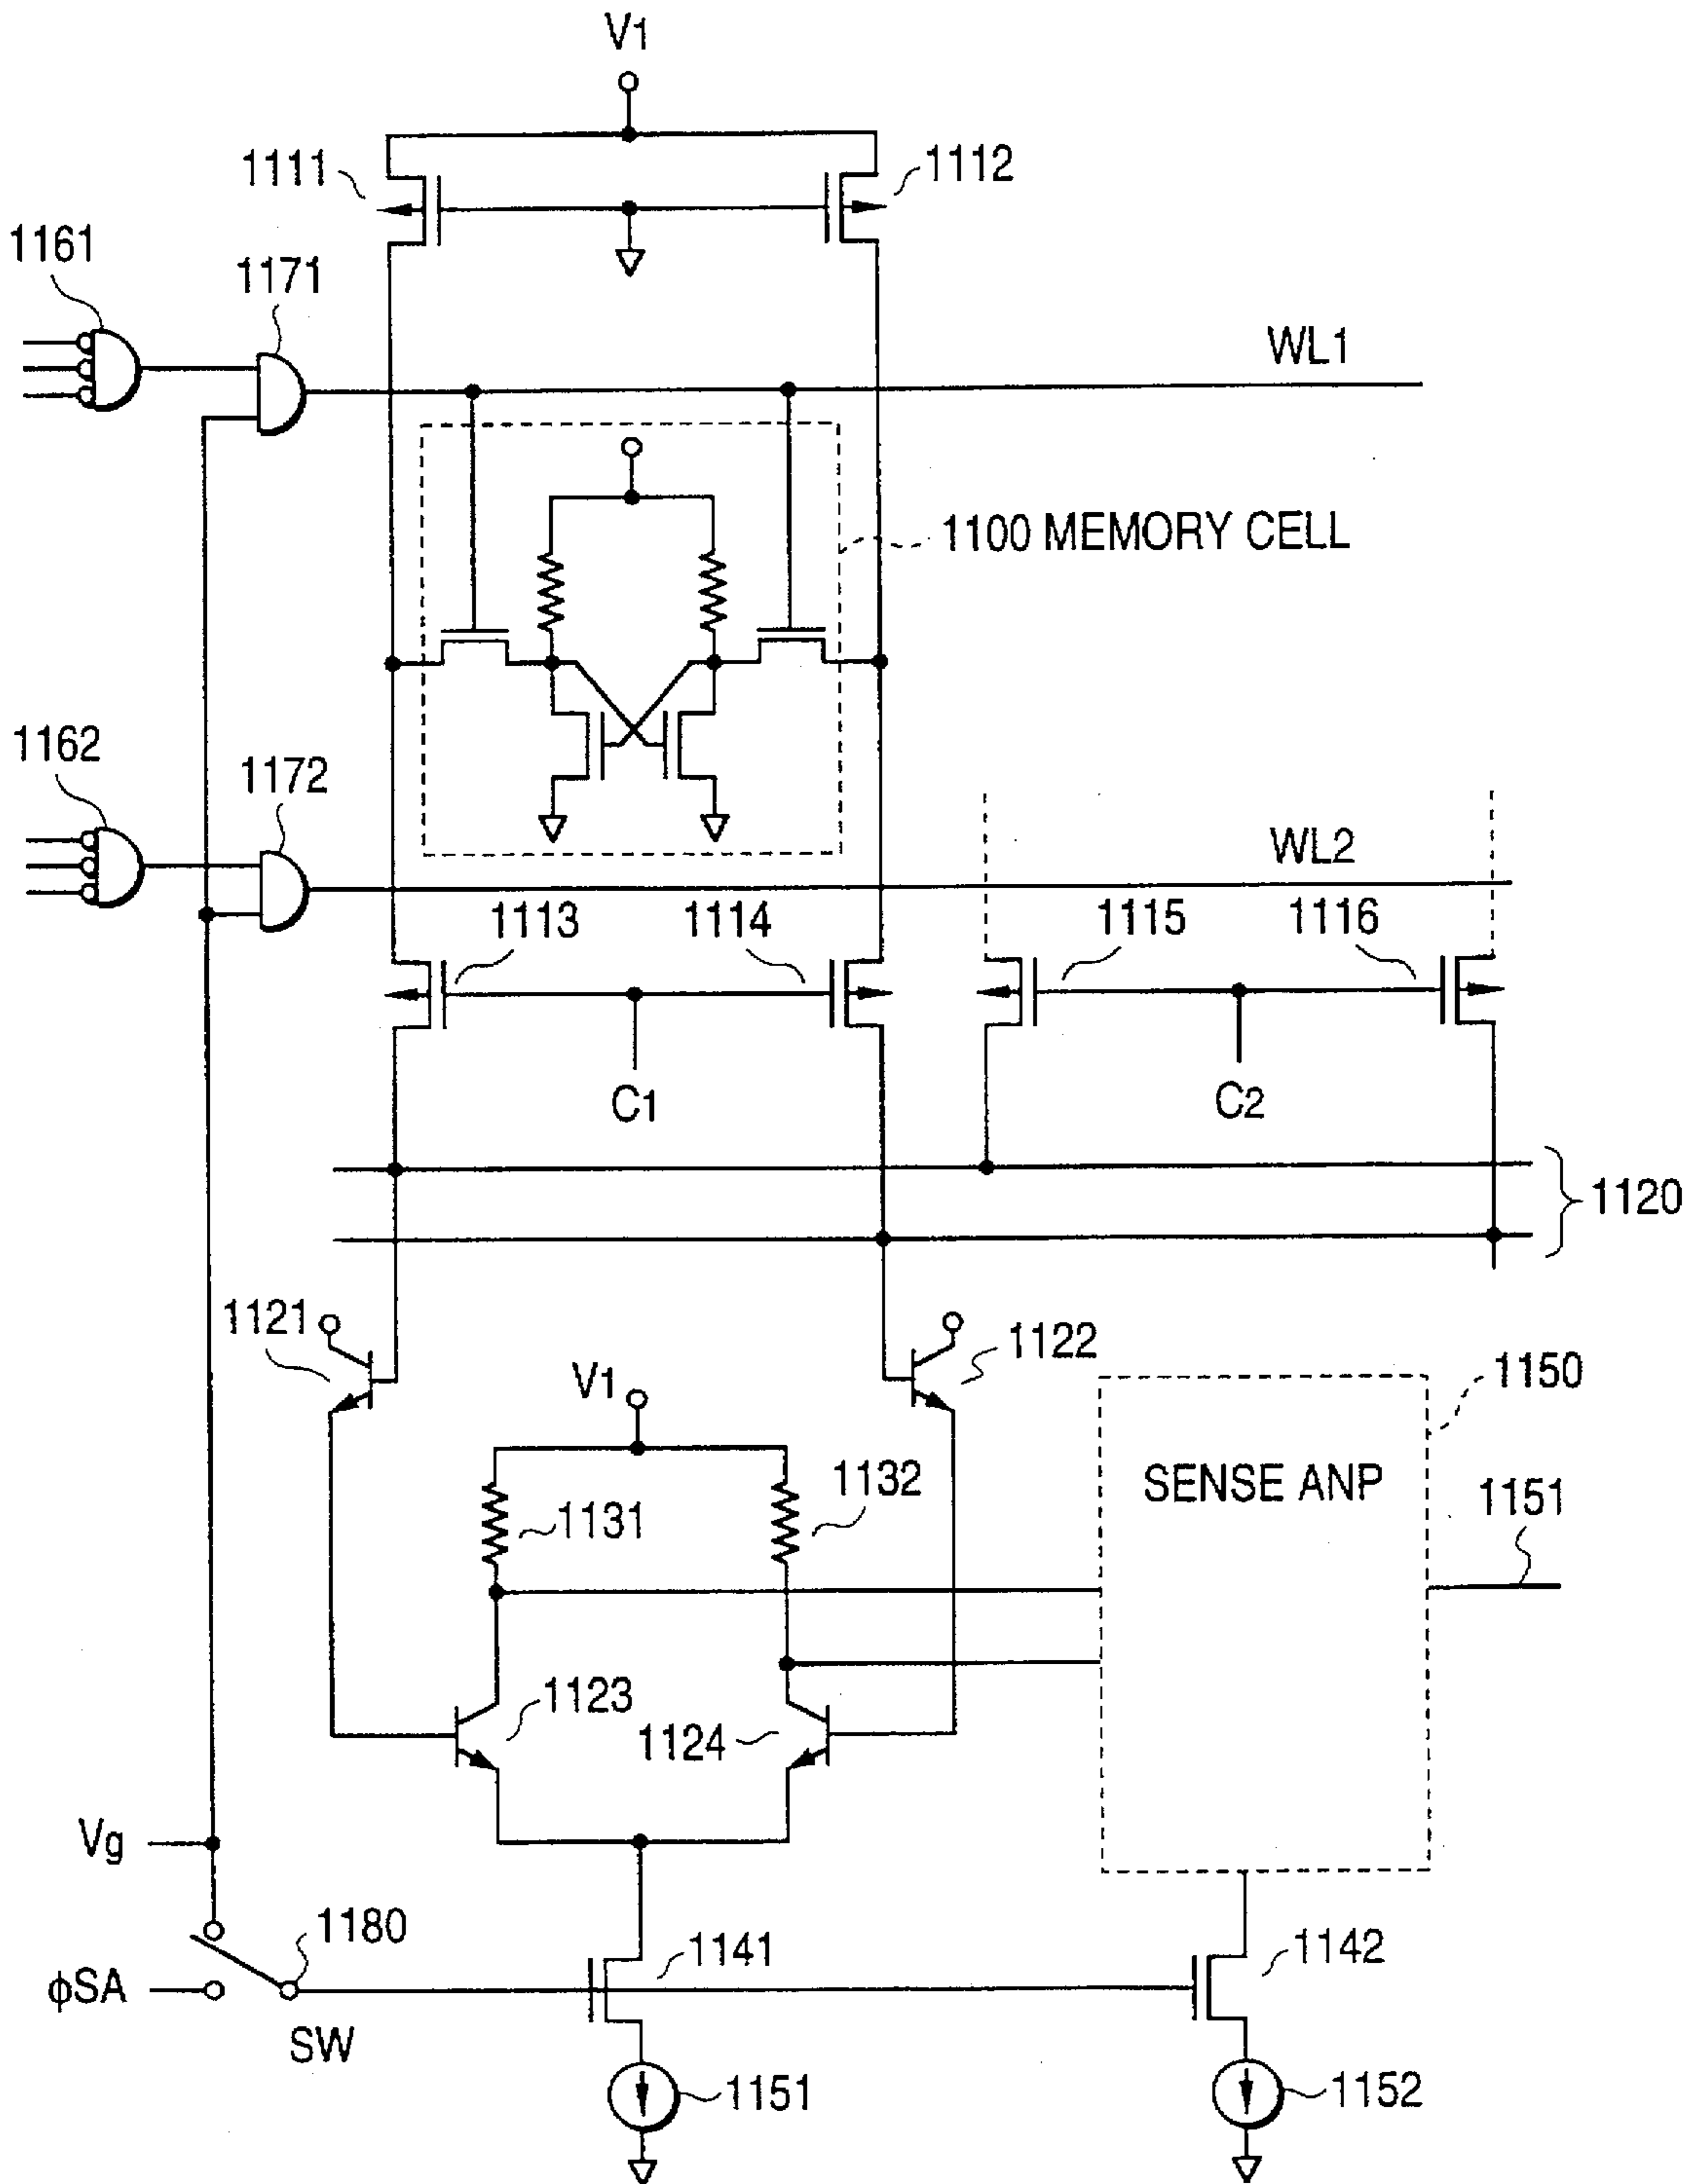 V1
1111
1112
1161
1171
WL1
1100 MEMORY CELL
1162
1172
WL2
1113
1114
1115
1116
C1
C2
1120
1121
1122
V1
1150
1131
1132
SENSE ANP
1151
1123
1124
Vg
1180
1141
1142
ϕSA
SW
1151
1152